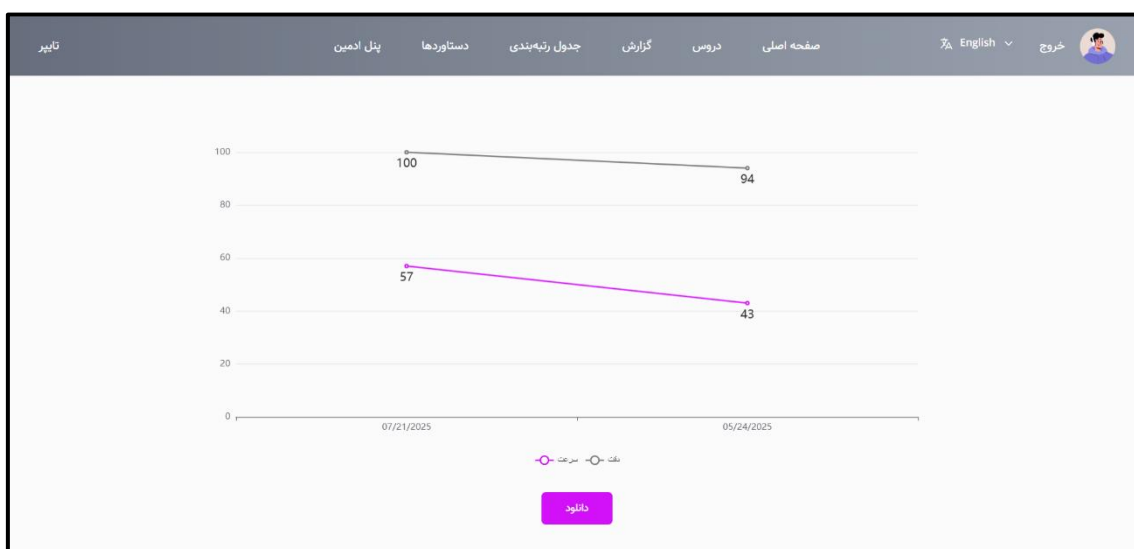 خروج
English
صفحه اصلی
دروس
گزارش
جدول رتبه‌بندی
دستاوردها
پنل ادمین
تایپر
100
80
60
40
20
0
100
94
57
43
07/21/2025
05/24/2025
سرعت
دقت
دانلود